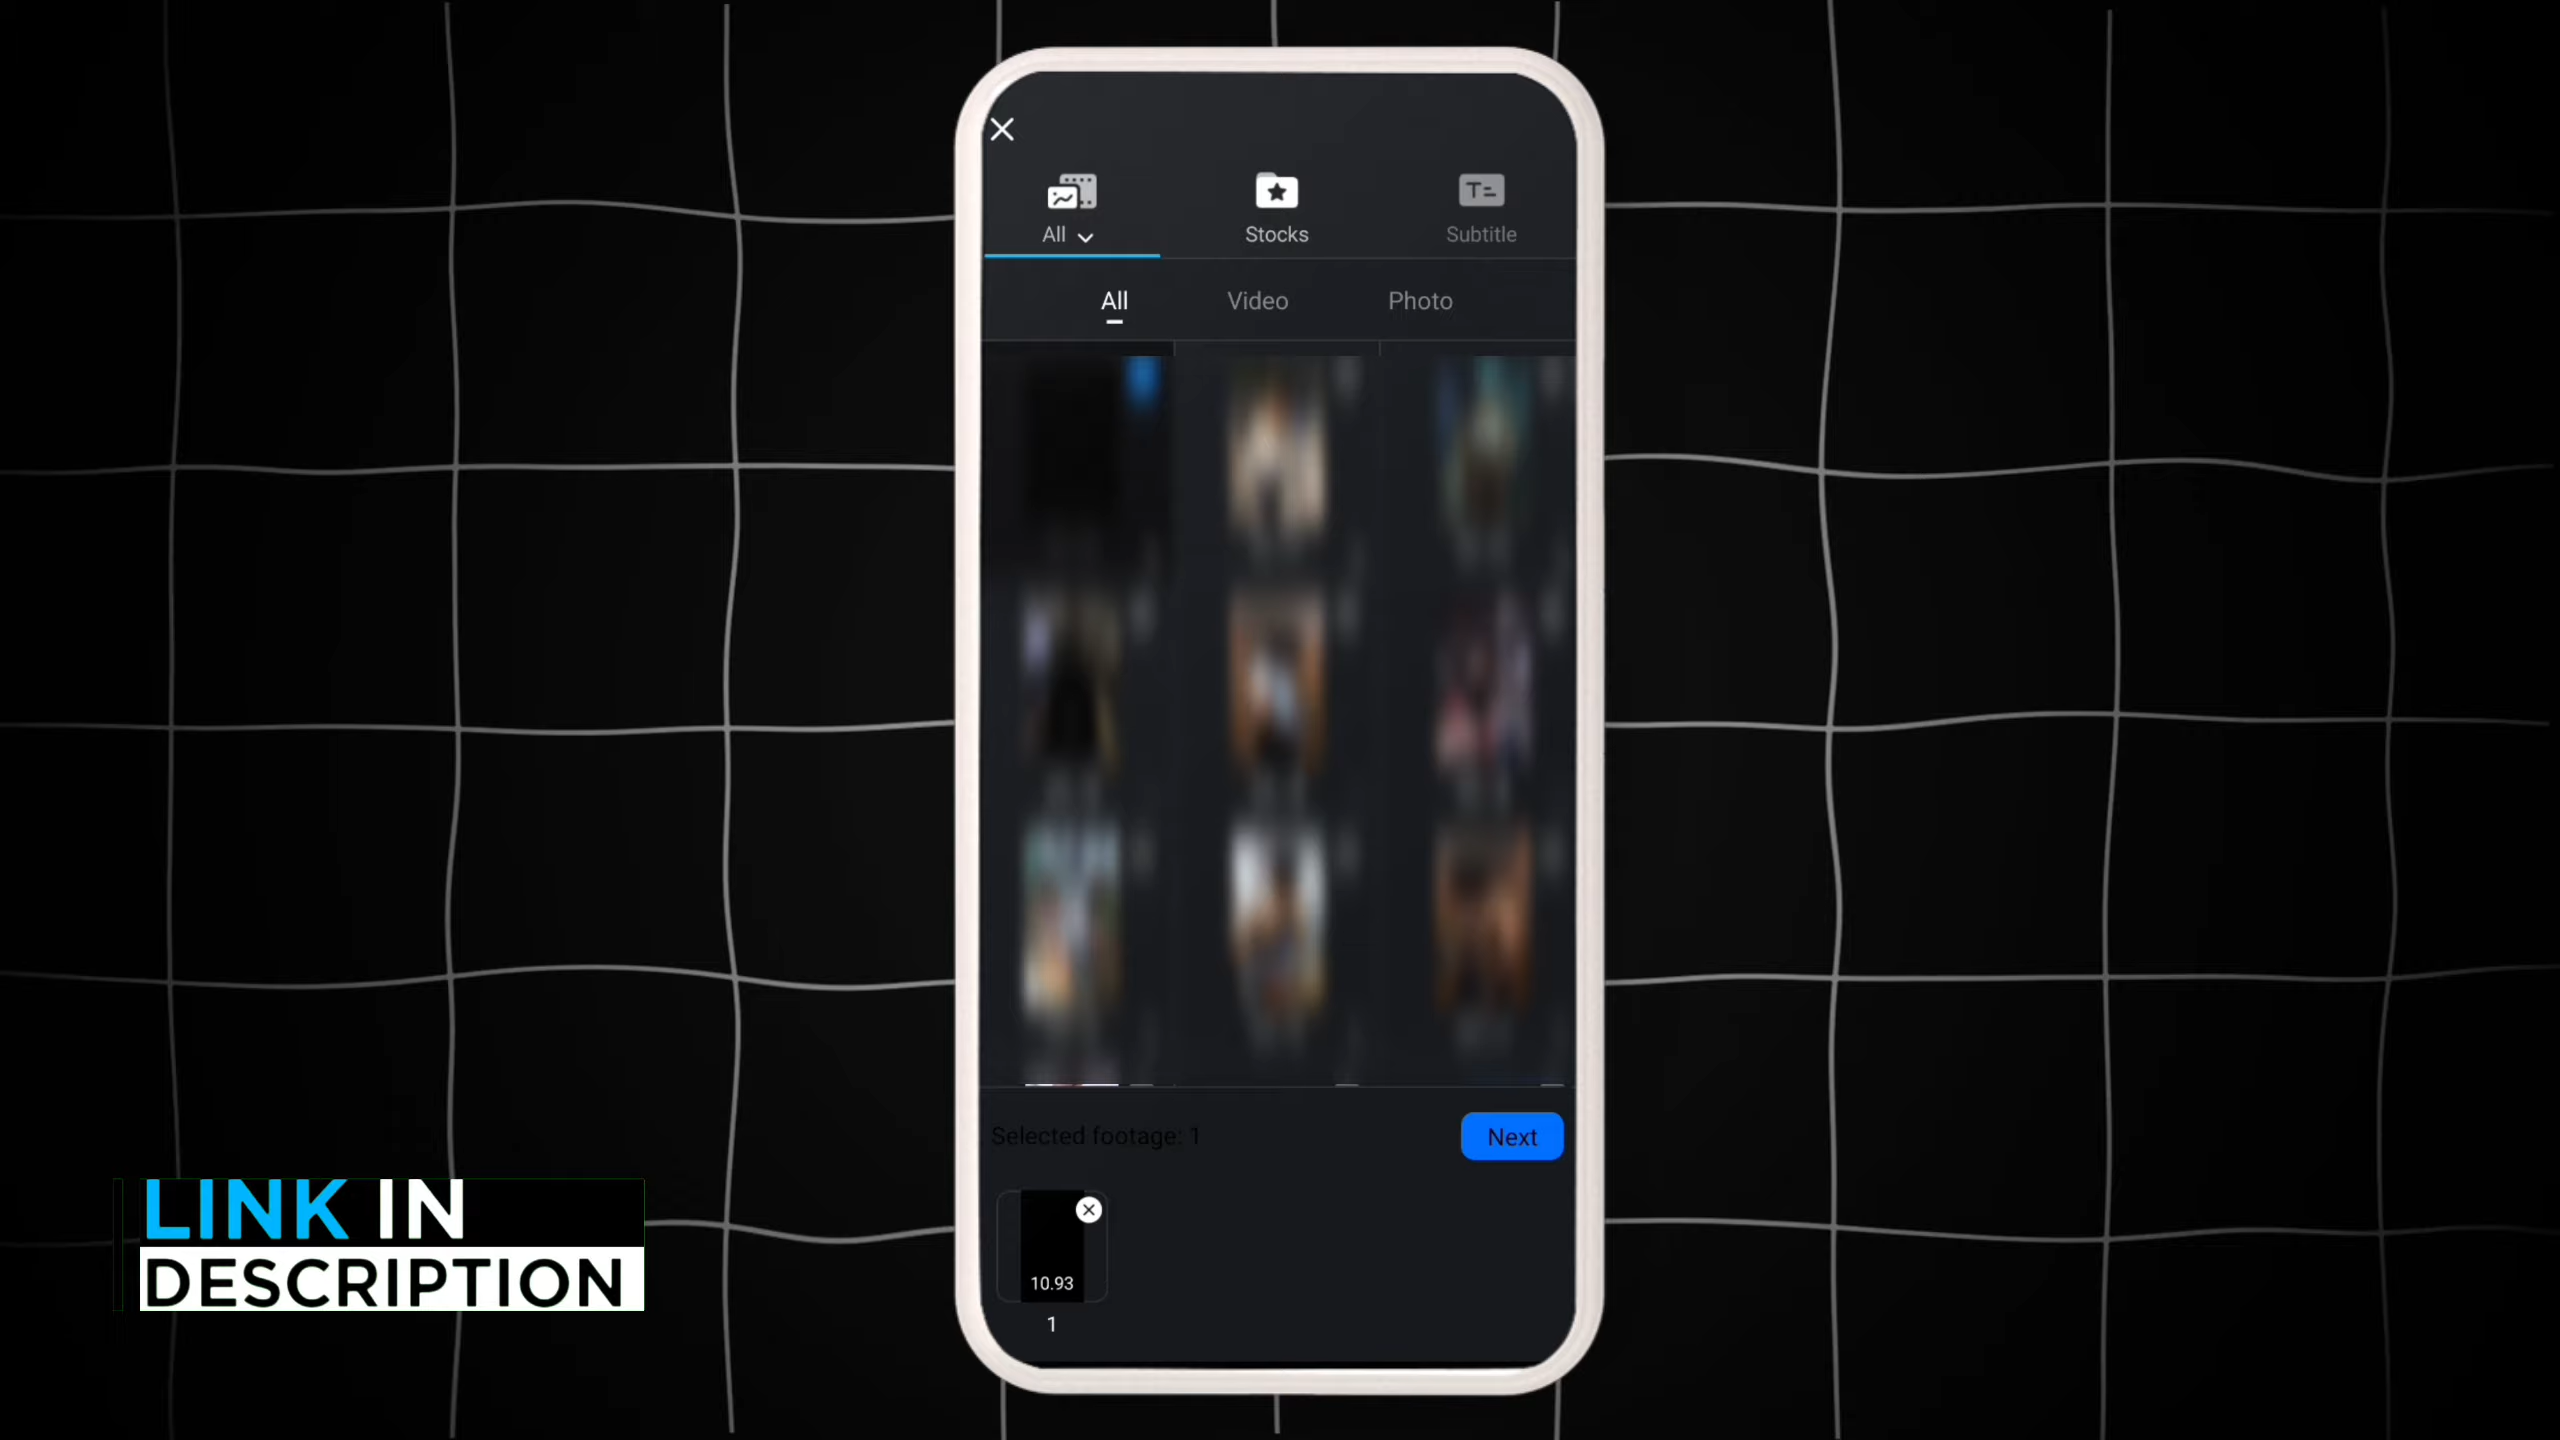 All
Stocks
Subtitle
All
Video
Photo
Selected footage: 1
Next
10.93
1
LINK IN
DESCRIPTION